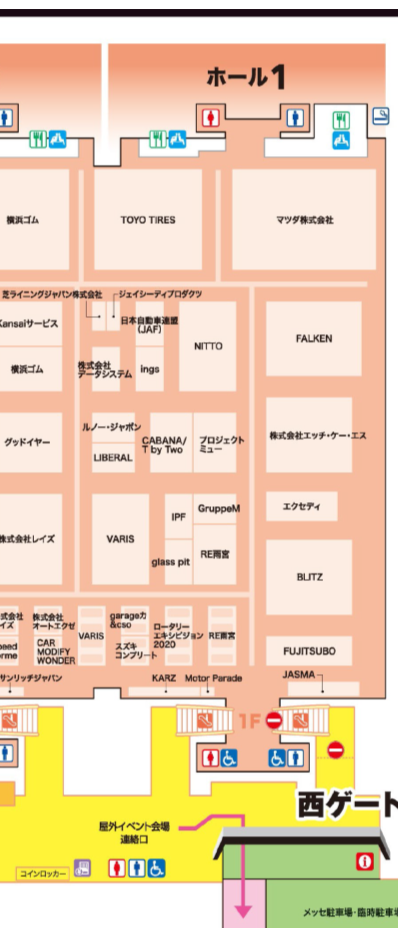 ホール1
横浜ゴム
TOYO TIRES
マツダ株式会社
芝ライニングジャパン株式会社
ジェイシーディプロダクツ
Kansaiサービス
日本自動車連盟
(JAF)
NITTO
FALKEN
横浜ゴム
株式会社
データシステム
ings
グッドイヤー
ルノー・ジャポン
LIBERAL
CABANA/
T by Two
プロジェクト
ミュー
株式会社エッチ・ケー・エス
株式会社レイズ
VARIS
IPF
GruppeM
glass pit
RE雨宮
エクセディ
BLITZ
式会社
イズ
株式会社
オートエクゼ
CAR
MODIFY
WONDER
VARIS
garageカ
&cso
スズキ
コンプリート
ロータリー
エキシビジョン
2020
RE雨宮
FUJITSUBO
peed
orme
サンリッチジャパン
KARZ
Motor Parade
JASMA
1F
西ゲート
屋外イベント会場
連絡口
コインロッカー
メッセ駐車場・臨時駐車場